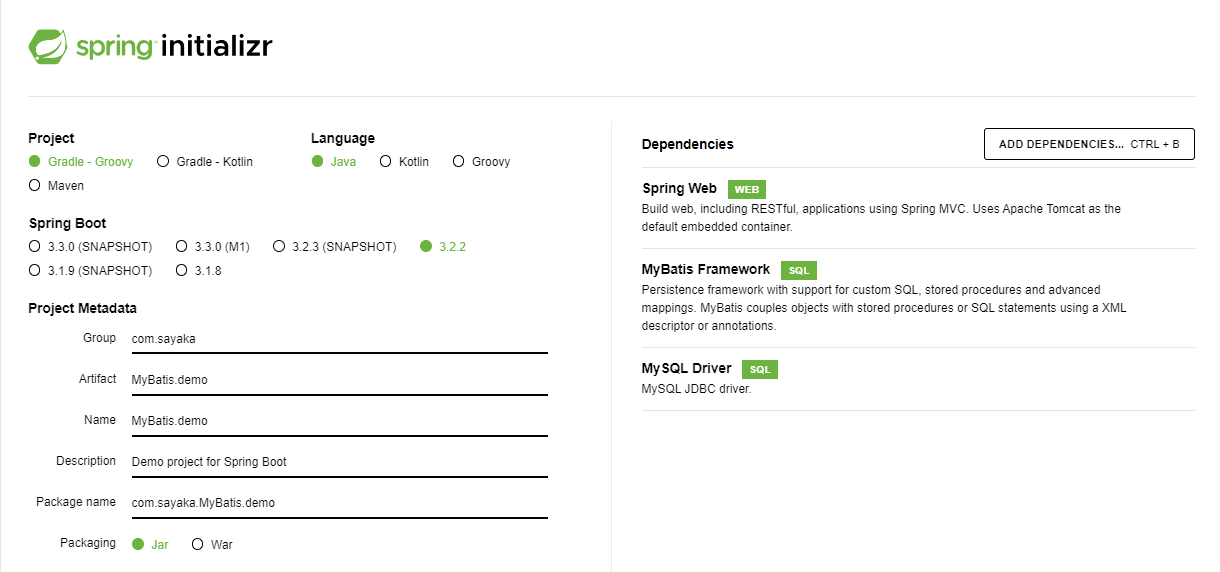 spring initializr
Project
Gradle - Groovy Gradle - Kotlin
Maven
Language
Java Kotlin Groovy
Spring Boot
3.3.0 (SNAPSHOT) 3.3.0 (M1) 3.2.3 (SNAPSHOT) 3.2.2
3.1.9 (SNAPSHOT) 3.1.8
Project Metadata
Group com.sayaka
Artifact MyBatis.demo
Name MyBatis.demo
Description Demo project for Spring Boot
Package name com.sayaka.MyBatis.demo
Packaging Jar War
Dependencies ADD DEPENDENCIES... CTRL + B
Spring Web WEB
Build web, including RESTful, applications using Spring MVC. Uses Apache Tomcat as the
default embedded container.
MyBatis Framework SQL
Persistence framework with support for custom SQL, stored procedures and advanced
mappings. MyBatis couples objects with stored procedures or SQL statements using a XML
descriptor or annotations.
MySQL Driver SQL
MySQL JDBC driver.